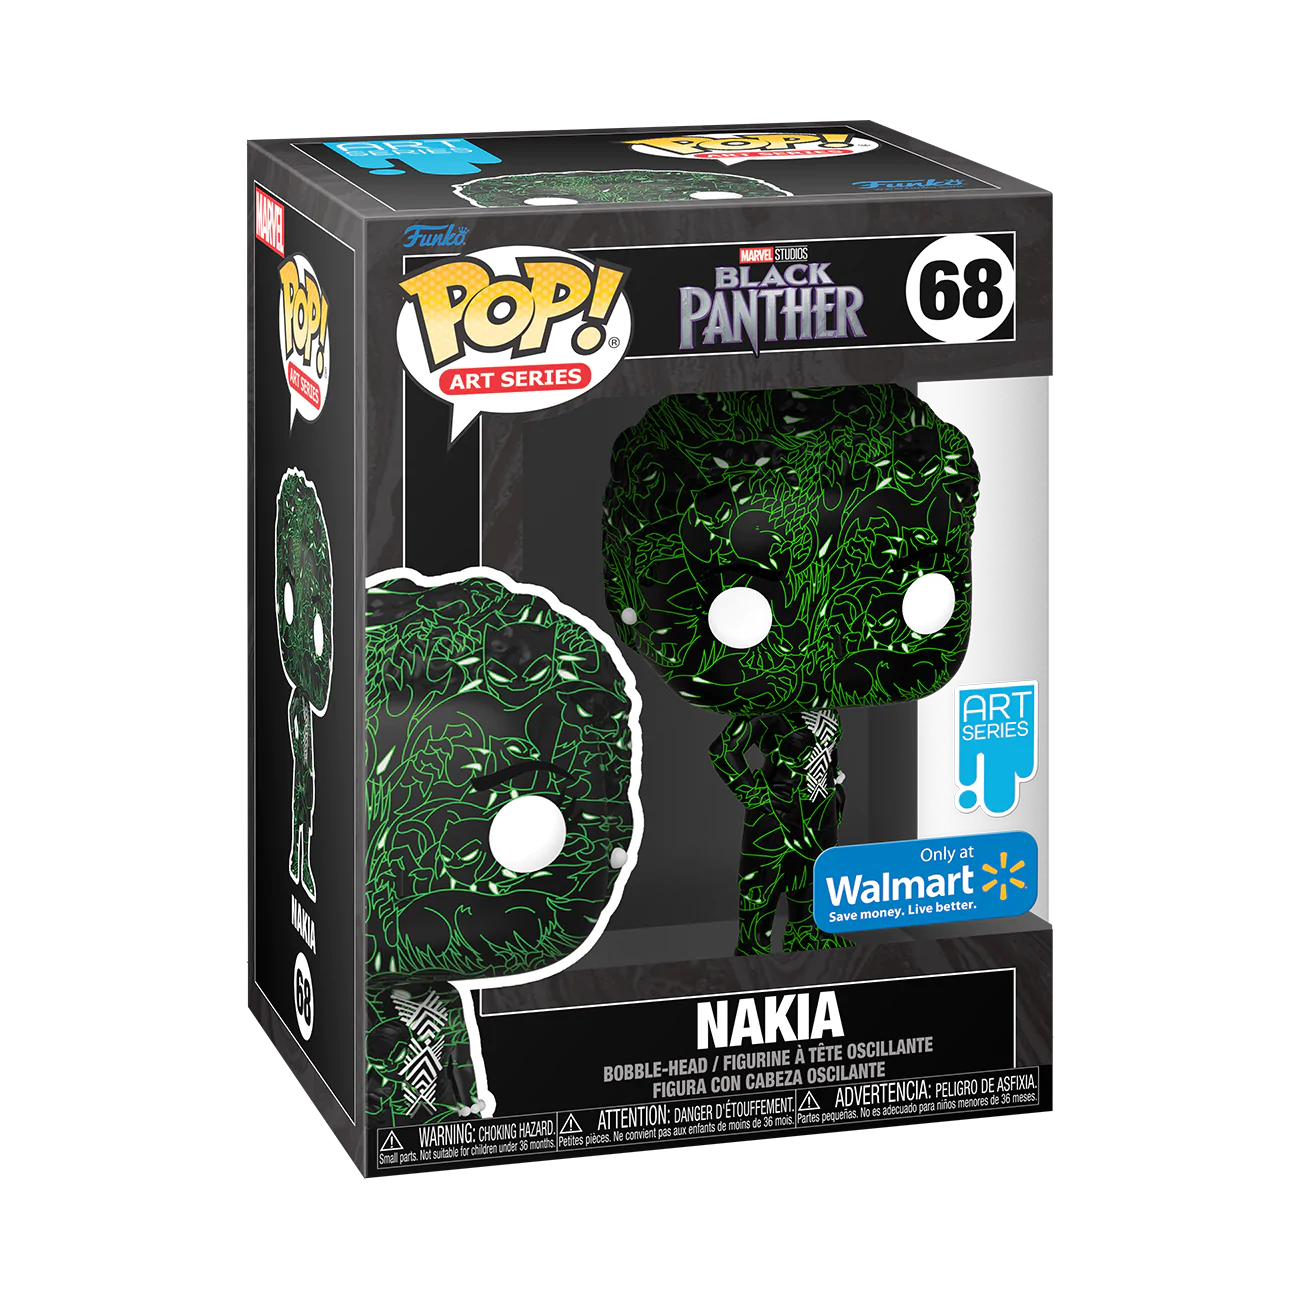 ART
SERIES
POP!
ART SERIES
Funko
MARVEL
POP!
ART SERIES
NAKIA
68
Funko
POP!
®
ART SERIES
MARVEL STUDIOS
BLACK
PANTHER
68
ART
SERIES
Only at
Walmart
Save money. Live better.
NAKIA
BOBBLE-HEAD / FIGURINE À TÊTE OSCILLANTE
FIGURA CON CABEZA OSCILANTE
WARNING: CHOKING HAZARD.
Small parts. Not suitable for children under 36 months.
ATTENTION: DANGER D'ÉTOUFFEMENT.
Petites pièces. Ne convient pas aux enfants de moins de 36 mois.
ADVERTENCIA: PELIGRO DE ASFIXIA.
Partes pequeñas. No es adecuado para niños menores de 36 meses.